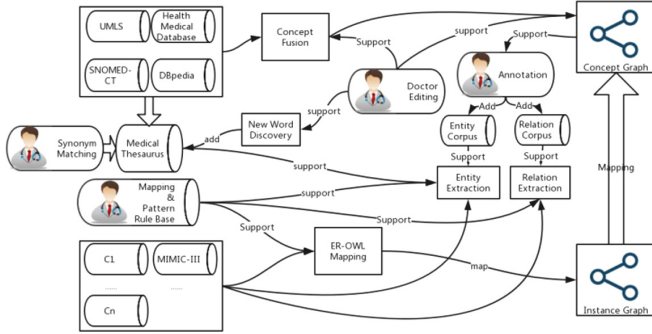 UMLS
Health
Medical
Database
SNOMED-
CT
DBpedia
Concept
Fusion
Support
support
Support
Concept Graph
Doctor
Editing
Annotation
support
Add
Add
New Word
Discovery
add
Entity
Corpus
Relation
Corpus
Synonym
Matching
Medical
Thesaurus
Support
Support
support
Entity
Extraction
Relation
Extraction
Mapping
Mapping
&
Pattern
Rule Base
support
Support
Support
C1
MIMIC-III
......
......
Cn
ER-OWL
Mapping
map
Instance Graph